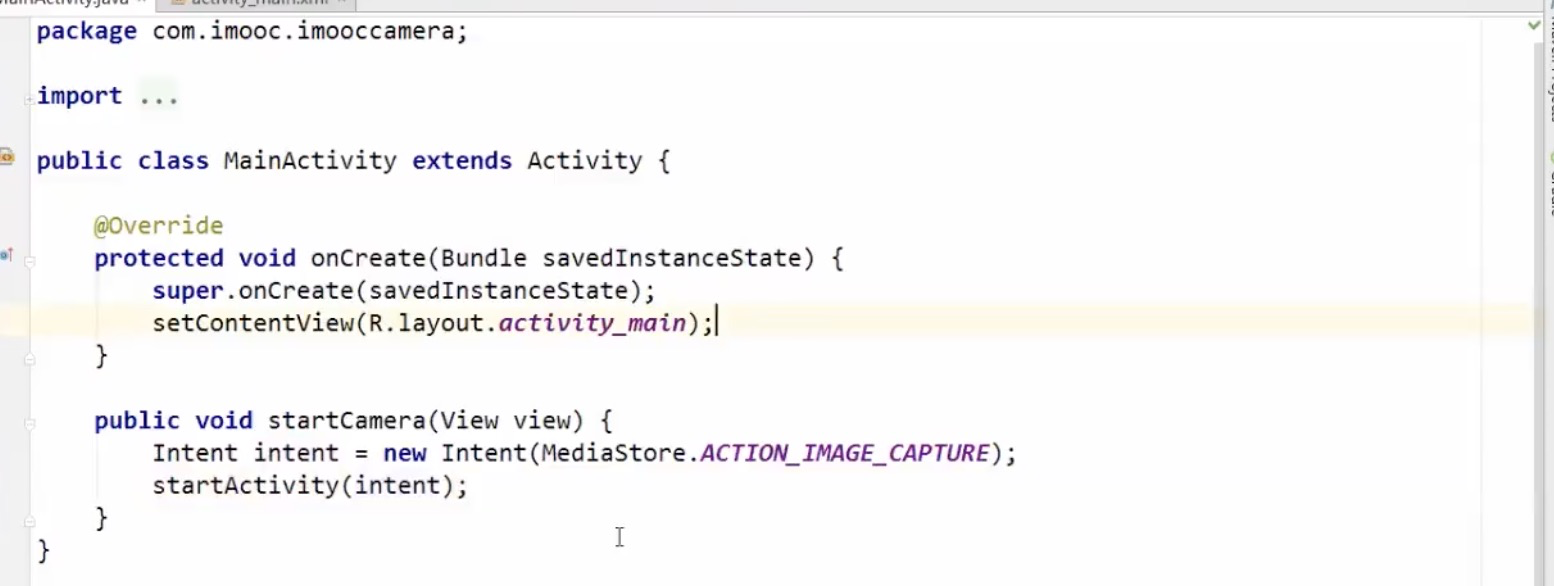 MainActivity.java
activity_main.xml
package com.imooc.imooccamera;
import ...
public class MainActivity extends Activity {
@Override
protected void onCreate(Bundle savedInstanceState) {
super.onCreate(savedInstanceState);
setContentView(R.layout.activity_main);
}
public void startCamera(View view) {
Intent intent = new Intent(MediaStore.ACTION_IMAGE_CAPTURE);
startActivity(intent);
}
}